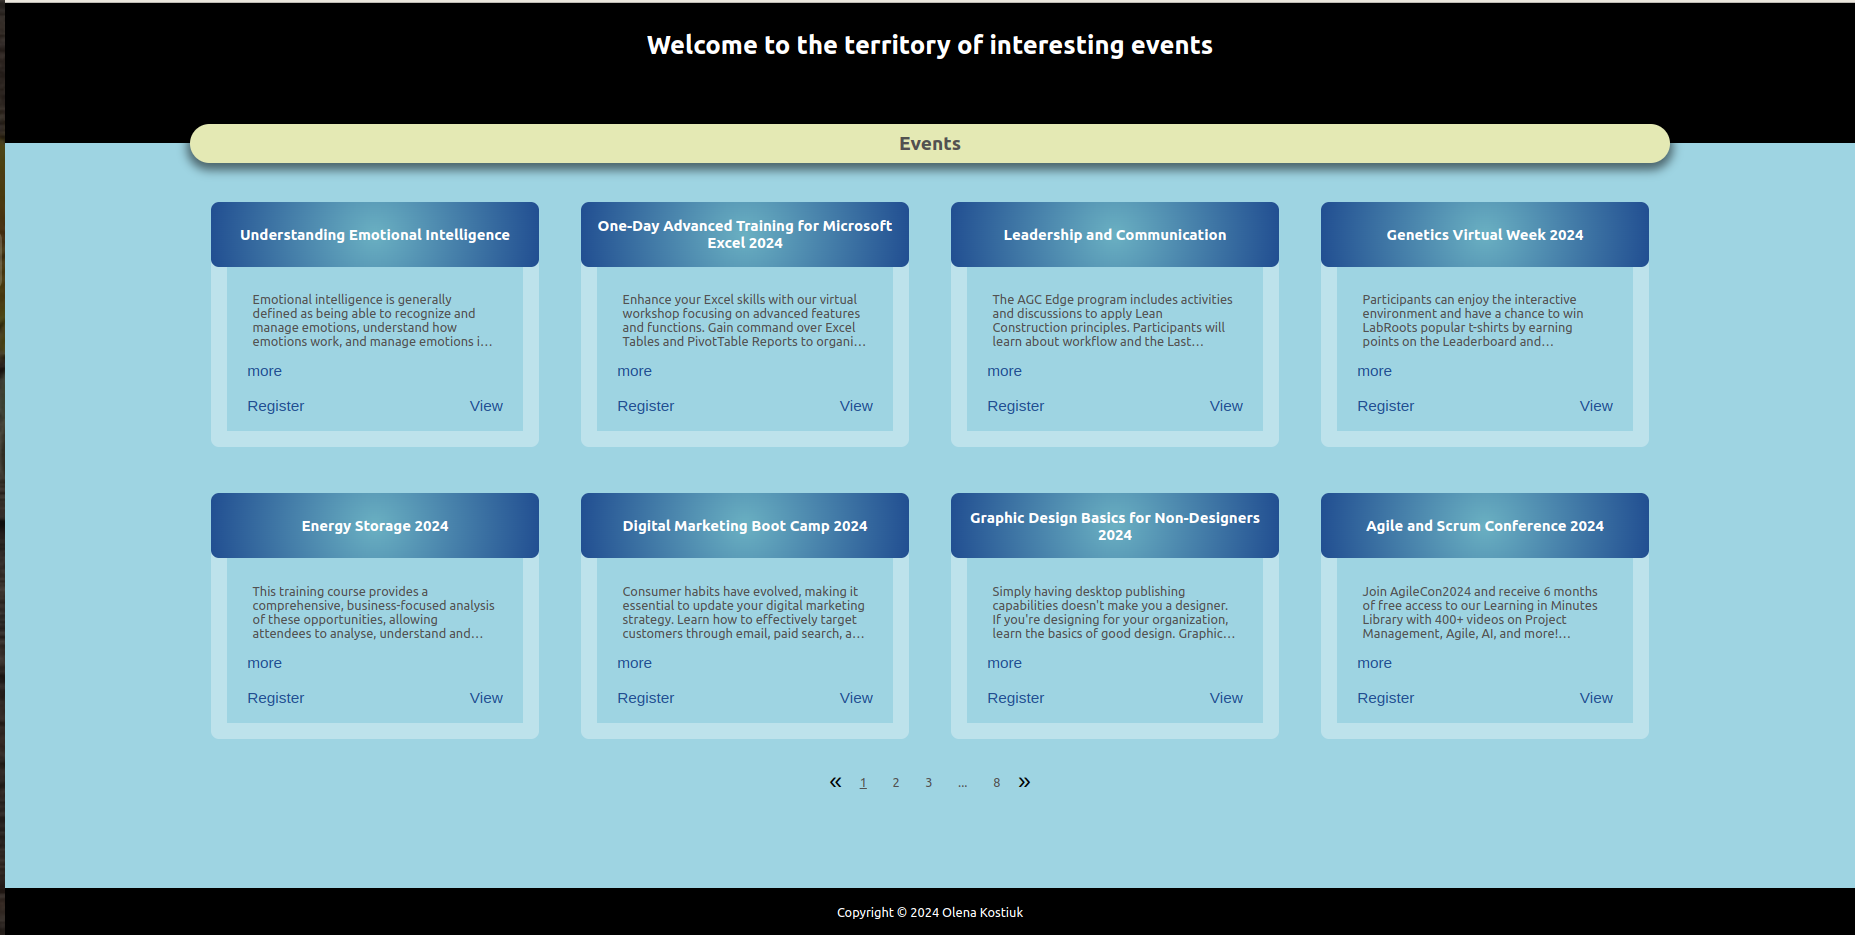 Welcome to the territory of interesting events
Events
Understanding Emotional Intelligence
Emotional intelligence is generally
defined as being able to recognize and
manage emotions, understand how
emotions work, and manage emotions i...
more
Register
View
One-Day Advanced Training for Microsoft
Excel 2024
Enhance your Excel skills with our virtual
workshop focusing on advanced features
and functions. Gain command over Excel
Tables and PivotTable Reports to organi...
more
Register
View
Leadership and Communication
The AGC Edge program includes activities
and discussions to apply Lean
Construction principles. Participants will
learn about workflow and the Last...
more
Register
View
Genetics Virtual Week 2024
Participants can enjoy the interactive
environment and have a chance to win
LabRoots popular t-shirts by earning
points on the Leaderboard and...
more
Register
View
Energy Storage 2024
This training course provides a
comprehensive, business-focused analysis
of these opportunities, allowing
attendees to analyse, understand and...
more
Register
View
Digital Marketing Boot Camp 2024
Consumer habits have evolved, making it
essential to update your digital marketing
strategy. Learn how to effectively target
customers through email, paid search, a...
more
Register
View
Graphic Design Basics for Non-Designers
2024
Simply having desktop publishing
capabilities doesn't make you a designer.
If you're designing for your organization,
learn the basics of good design. Graphic...
more
Register
View
Agile and Scrum Conference 2024
Join AgileCon2024 and receive 6 months
of free access to our Learning in Minutes
Library with 400+ videos on Project
Management, Agile, AI, and more!...
more
Register
View
« 1 2 3 ... 8 »
Copyright © 2024 Olena Kostiuk